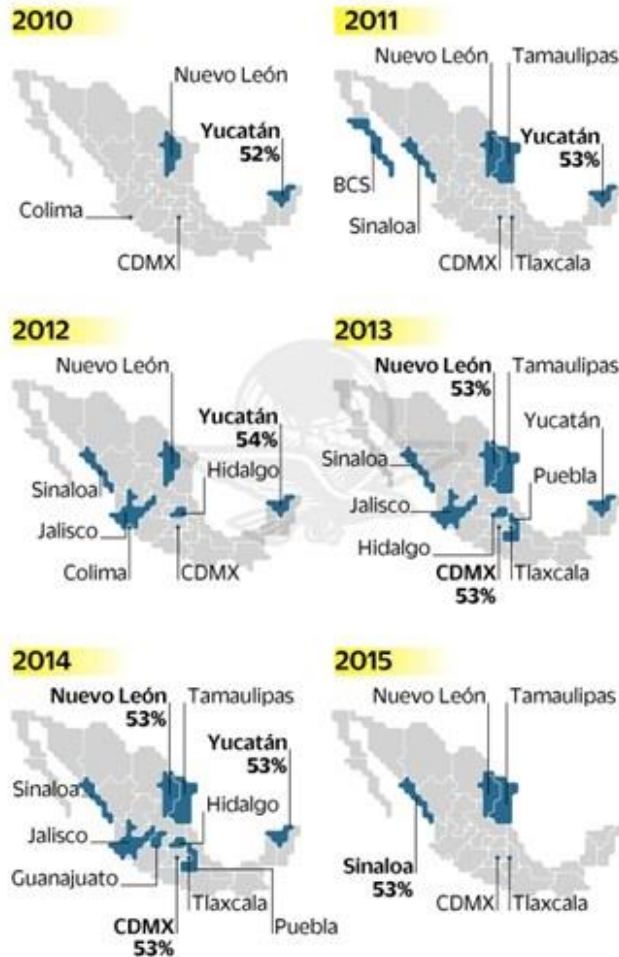 2010
Nuevo León
Yucatán
52%
Colima
CDMX
2011
Nuevo León
Tamaulipas
Yucatán
53%
BCS
Sinaloa
CDMX
Tlaxcala
2012
Nuevo León
Yucatán
54%
Hidalgo
Sinaloa
Jalisco
Colima
CDMX
2013
Nuevo León
53%
Tamaulipas
Yucatán
Sinaloa
Puebla
Jalisco
Hidalgo
CDMX
53%
Tlaxcala
2014
Nuevo León
53%
Tamaulipas
Yucatán
53%
Sinaloa
Hidalgo
Jalisco
Guanajuato
Tlaxcala
CDMX
53%
Puebla
2015
Nuevo León
Tamaulipas
Sinaloa
53%
CDMX
Tlaxcala